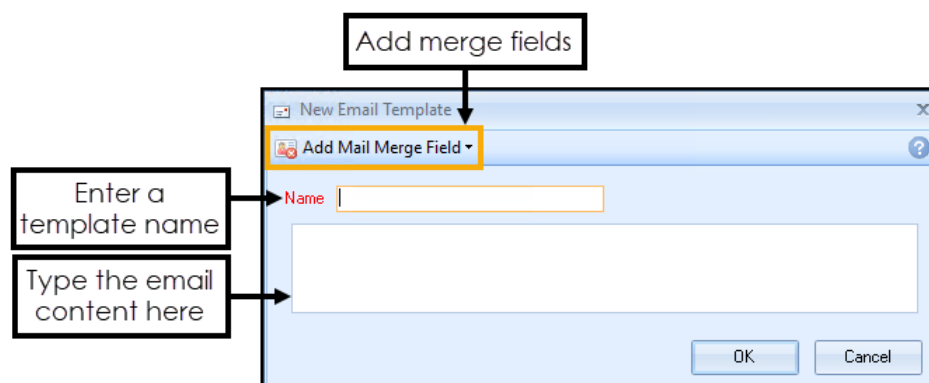 Add merge fields
New Email Template
Add Mail Merge Field
Enter a
template name
Name
Type the email
content here
OK
Cancel